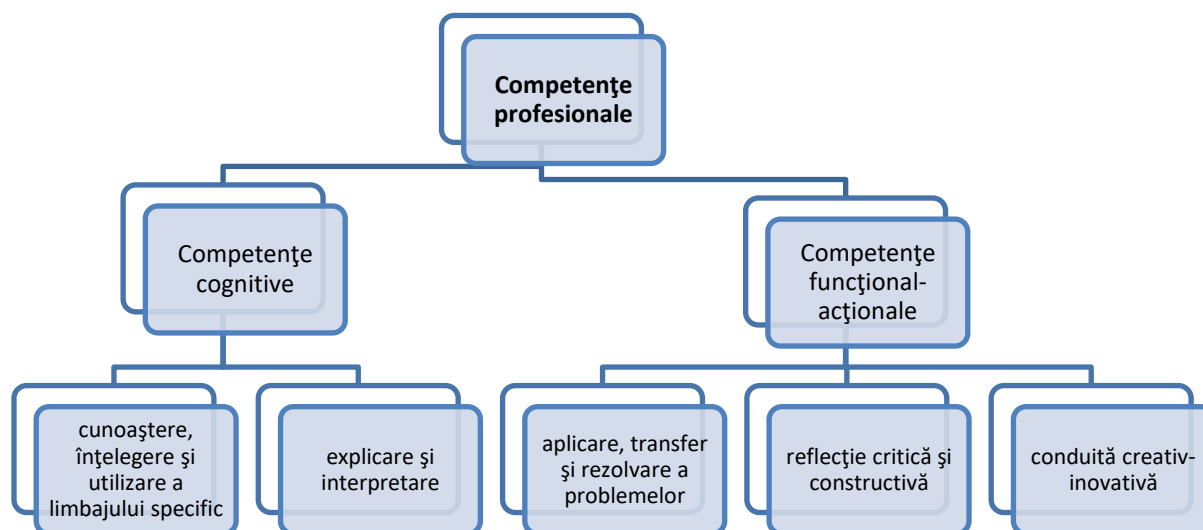 Competenţe
profesionale
Competenţe
cognitive
Competenţe
funcţional-
acţionale
cunoaştere,
înţelegere şi
utilizare a
limbajului specific
explicare şi
interpretare
aplicare, transfer
şi rezolvare a
problemelor
reflecţie critică şi
constructivă
conduită creativ-
inovativă